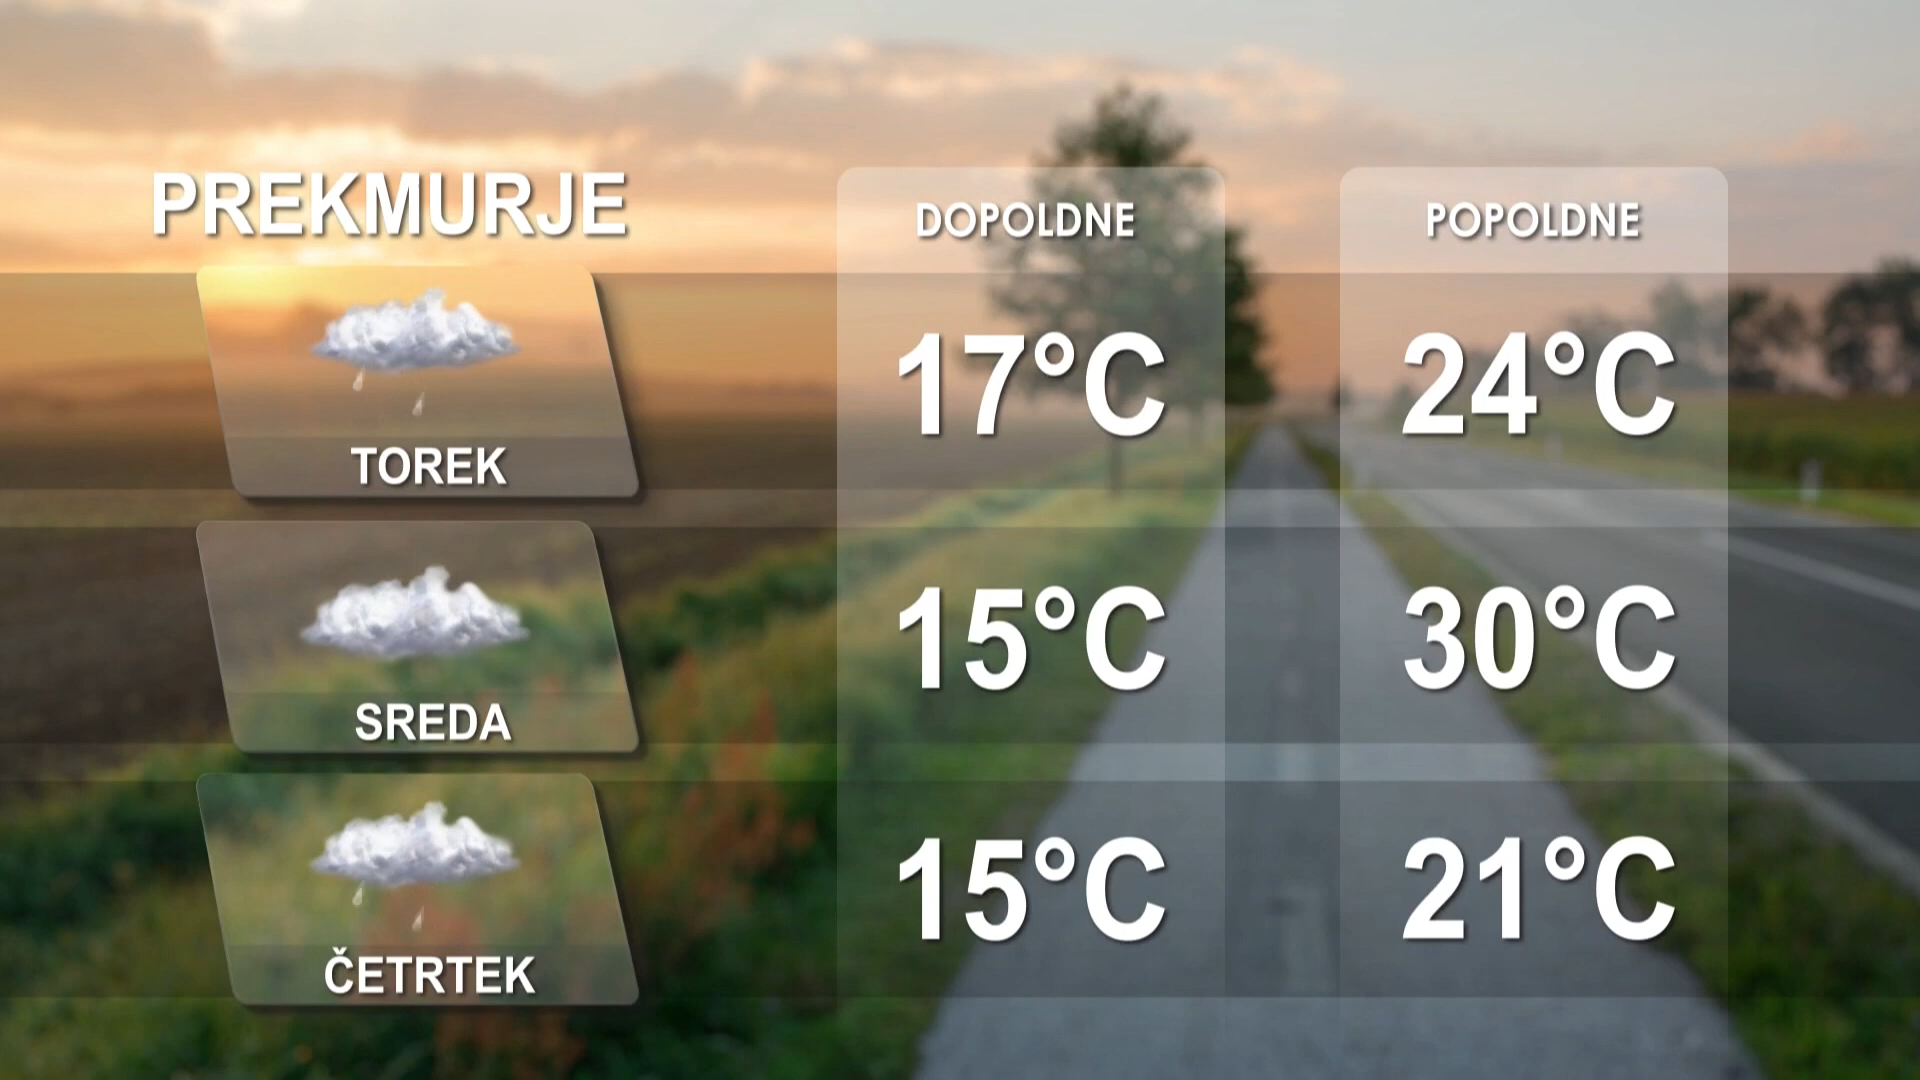 PREKMURJE
DOPOLDNE
POPOLDNE
TOREK
17°C
24°C
SREDA
15°C
30°C
ČETRTEK
15°C
21°C